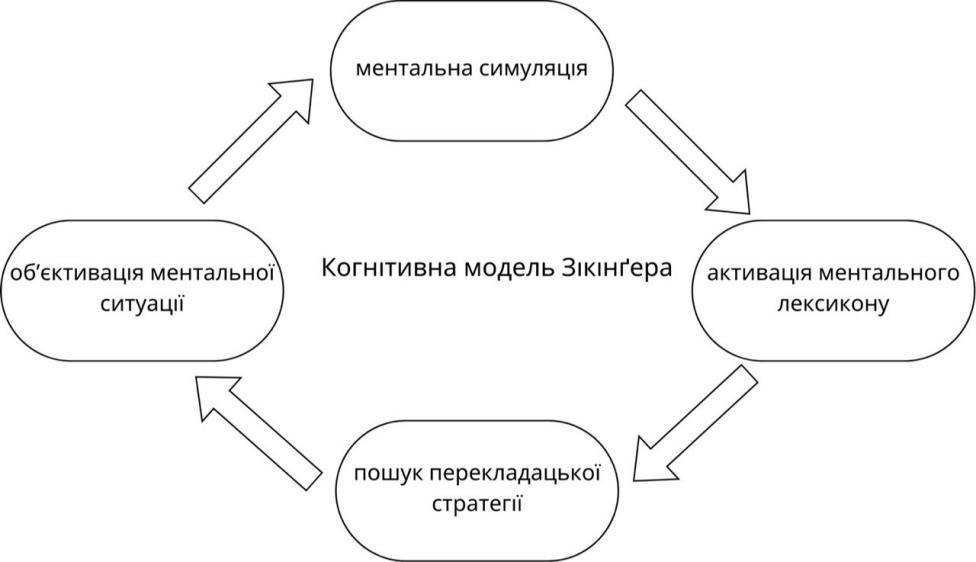 ментальна симуляція
Когнітивна модель Зікінґера
об’єктивація ментальної
ситуації
активація ментального
лексикону
пошук перекладацької
стратегії